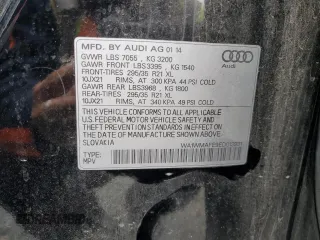 MFD. BY AUDI AG 01 14
GVWR LBS 7055 , KG 3200
GAWR FRONT LBS3395 , KG 1540
FRONT-TIRES 295/35 R21 XL
10JX21 RIMS, AT 300 KPA 44 PSI COLD
GAWR REAR LBS3968 , KG 1800
REAR-TIRES 295/35 R21 XL
10JX21 RIMS, AT 340 KPA 49 PSI COLD
Audi
THIS VEHICLE CONFORMS TO ALL APPLICABLE
U.S. FEDERAL MOTOR VEHICLE SAFETY STANDARDS
IN EFFECT ON THE DATE OF MANUFACTURE
SHOWN ABOVE.
SLOVAKIA
TYPE:
MPV